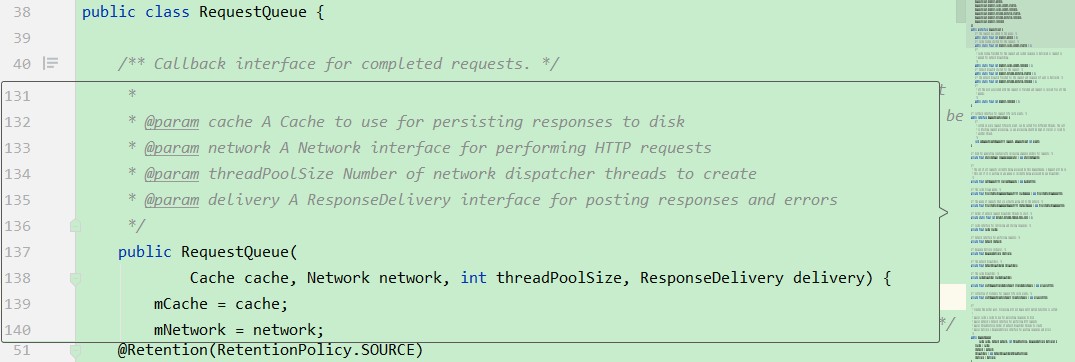 38 public class RequestQueue {
39
40 /** Callback interface for completed requests. */
131 *
132 * @param cache A Cache to use for persisting responses to disk
133 * @param network A Network interface for performing HTTP requests
134 * @param threadPoolSize Number of network dispatcher threads to create
135 * @param delivery A ResponseDelivery interface for posting responses and errors
136 */
137 public RequestQueue(
138 Cache cache, Network network, int threadPoolSize, ResponseDelivery delivery) {
139 mCache = cache;
140 mNetwork = network;
51 @Retention(RetentionPolicy.SOURCE)
t
be
*/